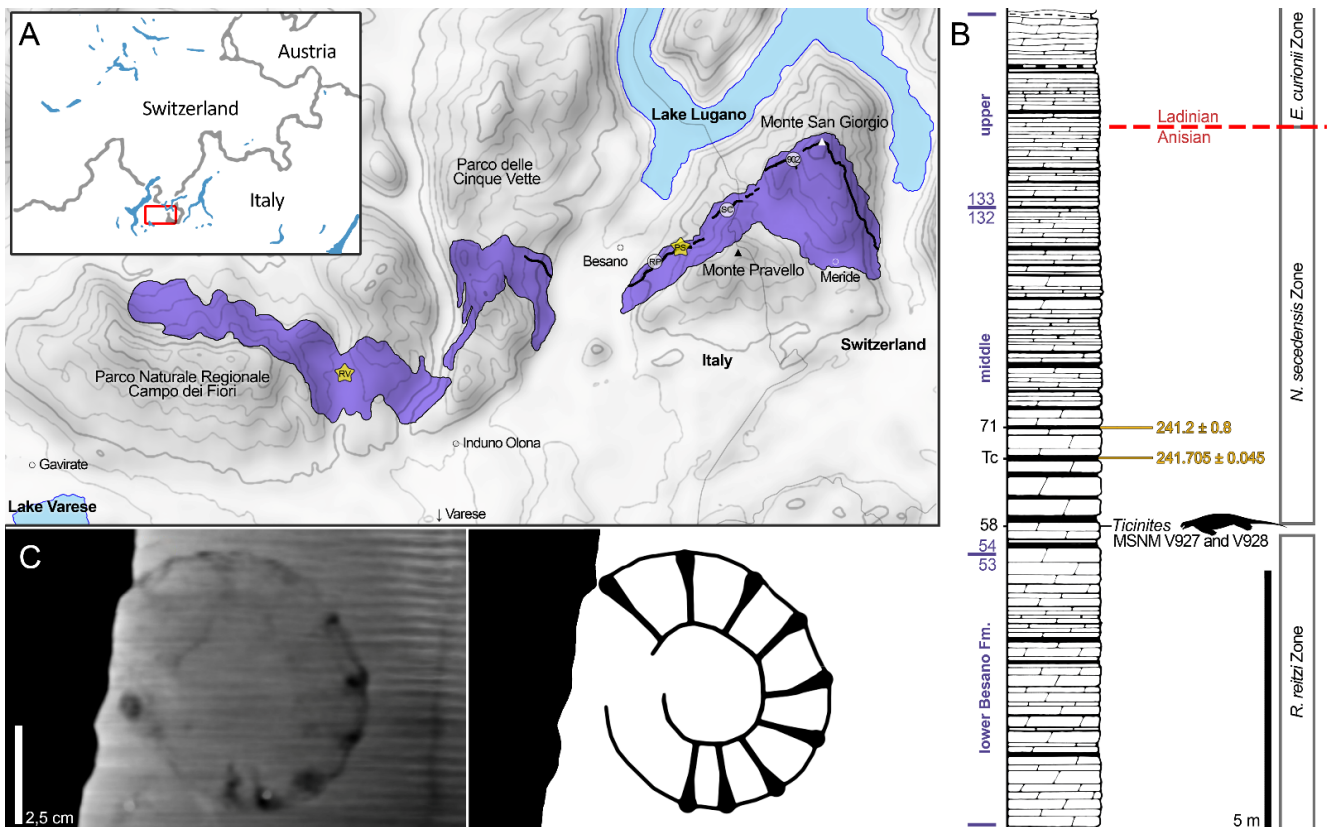 A
Austria
Switzerland
Italy
Lake Lugano
Monte San Giorgio
902
Parco delle
Cinque Vette
SC
PS
Besano
RP
Monte Pravello
Meride
Switzerland
Italy
RV
Parco Naturale Regionale
Campo dei Fiori
Induno Olona
Gavirate
Lake Varese
↓ Varese
B
upper
133
132
middle
71
Tc
58
54
53
lower Besano Fm.
Ladinian
Anisian
241.2 ± 0.8
241.705 ± 0.045
Ticinites
MSNM V927 and V928
5 m
E. curionii Zone
N. secedensis Zone
R. reitzi Zone
C
2,5 cm